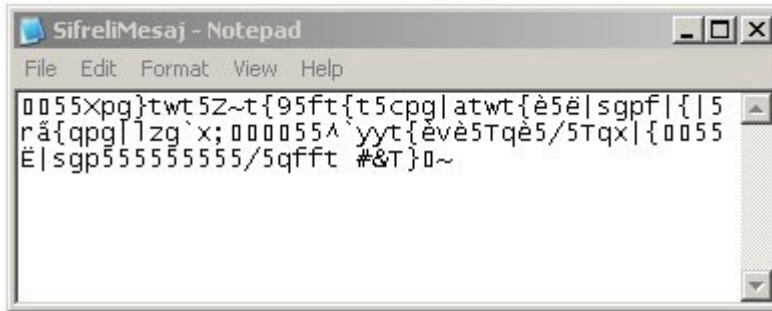 SifreliMesaj - Notepad
File Edit Format View Help
▯▯55Xpg}twt5Z~t{95ft{t5cpg|atwt{è5ë|sgpf|{|5
rã{qpg|lzg`x;▯▯▯▯55^`yyt{èvè5Tqè5/5Tqx|{▯▯55
Ë|sgp555555555/5qfft #&T}▯~